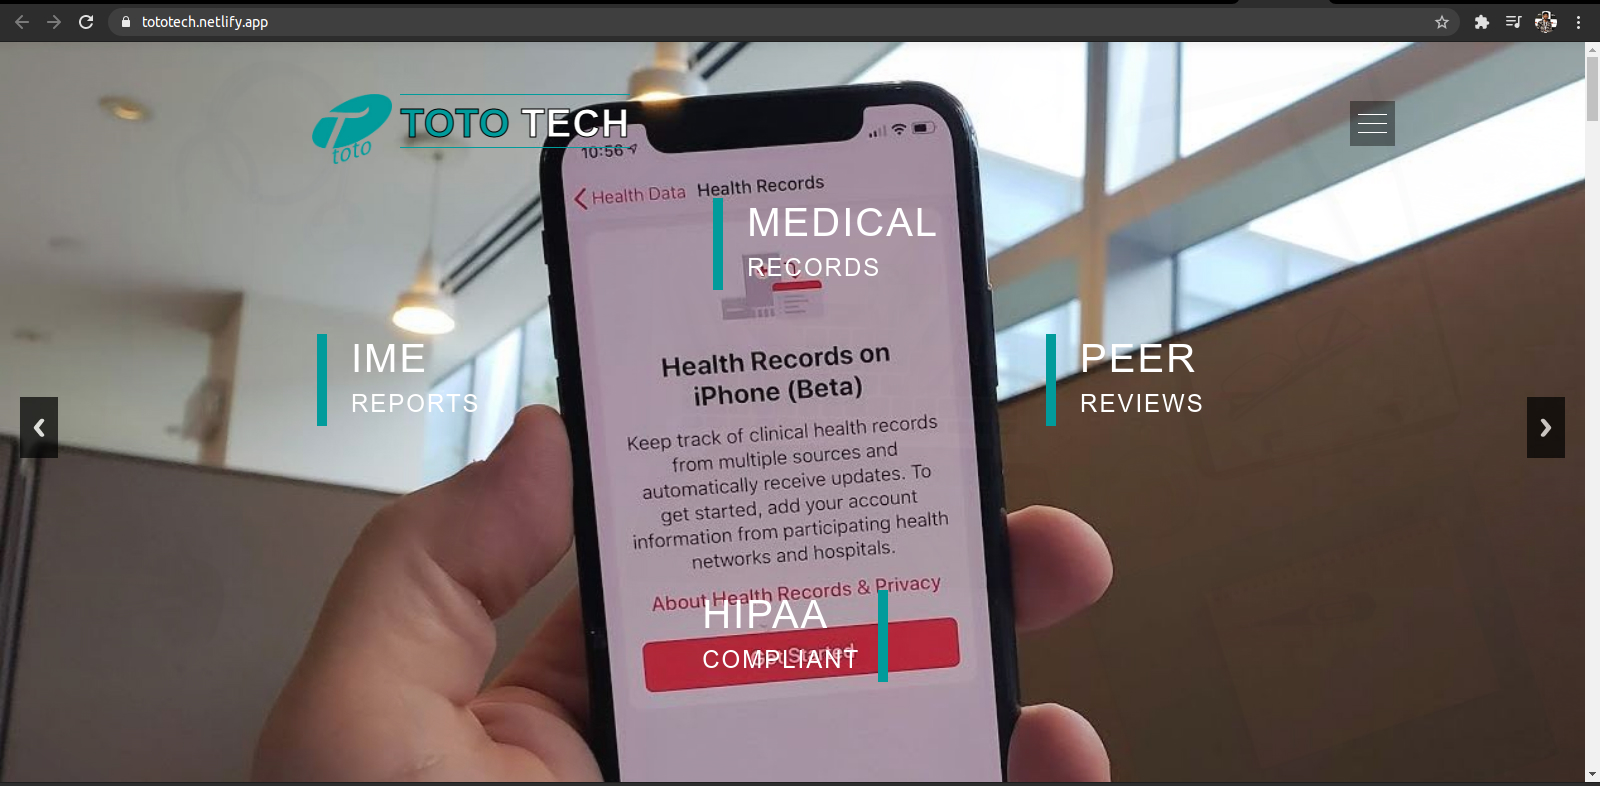 tototech.netlify.app
TOTO TECH
toto
10:56
Health Data Health Records
MEDICAL
RECORDS
IME
REPORTS
PEER
REVIEWS
Health Records on
iPhone (Beta)
Keep track of clinical health records
from multiple sources and
automatically receive updates. To
get started, add your account
information from participating health
networks and hospitals.
About Health Records & Privacy
HIPAA
COMPLIANT
Get Started